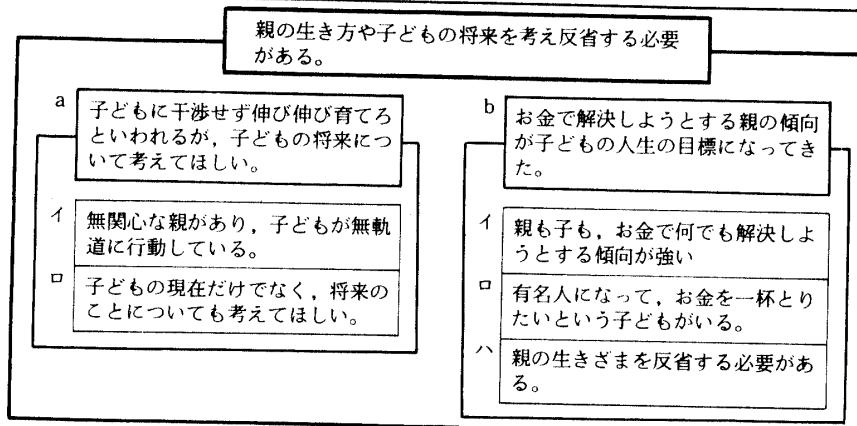 親の生き方や子どもの将来を考え反省する必要
がある。
a
子どもに干渉せず伸び伸び育てろ
といわれるが，子どもの将来につ
いて考えてほしい。
イ
無関心な親があり，子どもが無軌
道に行動している。
ロ
子どもの現在だけでなく，将来の
ことについても考えてほしい。
b
お金で解決しようとする親の傾向
が子どもの人生の目標になってき
た。
イ
親も子も，お金で何でも解決しよ
うとする傾向が強い
ロ
有名人になって，お金を一杯とり
たいという子どもがいる。
ハ
親の生きざまを反省する必要があ
る。